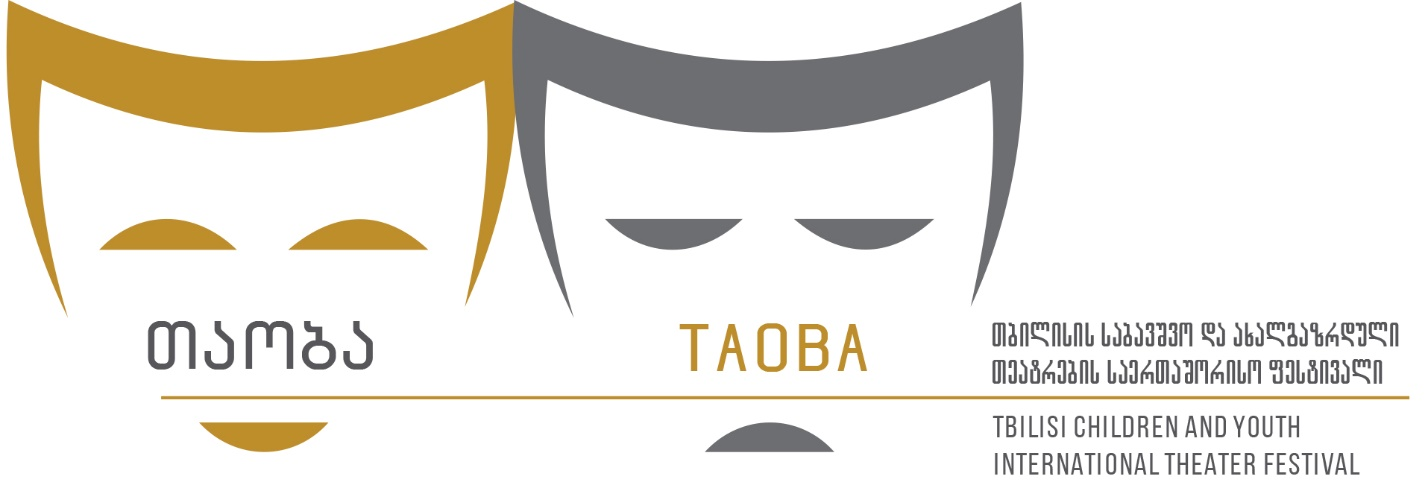 თაობა
TAOBA
თბილისის საბავშვო და ახალგაზრდული
თეატრების საერთაშორისო ფესტივალი
TBILISI CHILDREN AND YOUTH
INTERNATIONAL THEATER FESTIVAL